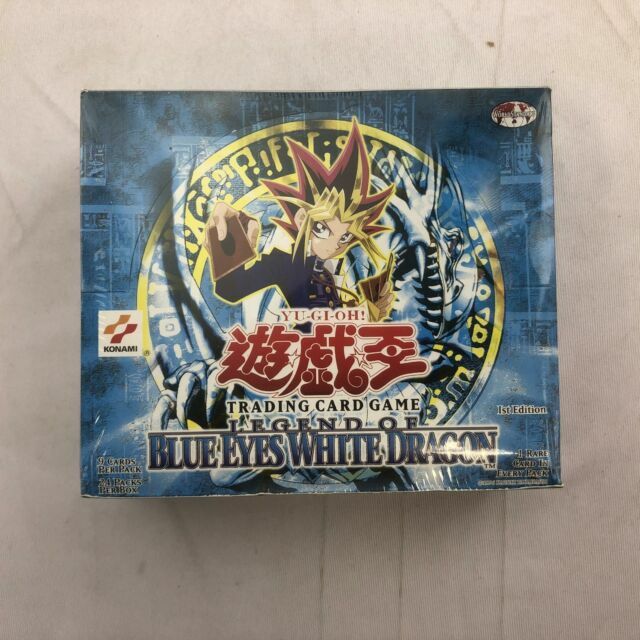 YU-GI-OH!
遊戯王
TRADING CARD GAME
LEGEND OF
BLUE EYES WHITE DRAGON™
KONAMI®
1st Edition
9 CARDS
PER PACK
24 PACKS
PER BOX
1 RARE
CARD IN
EVERY PACK